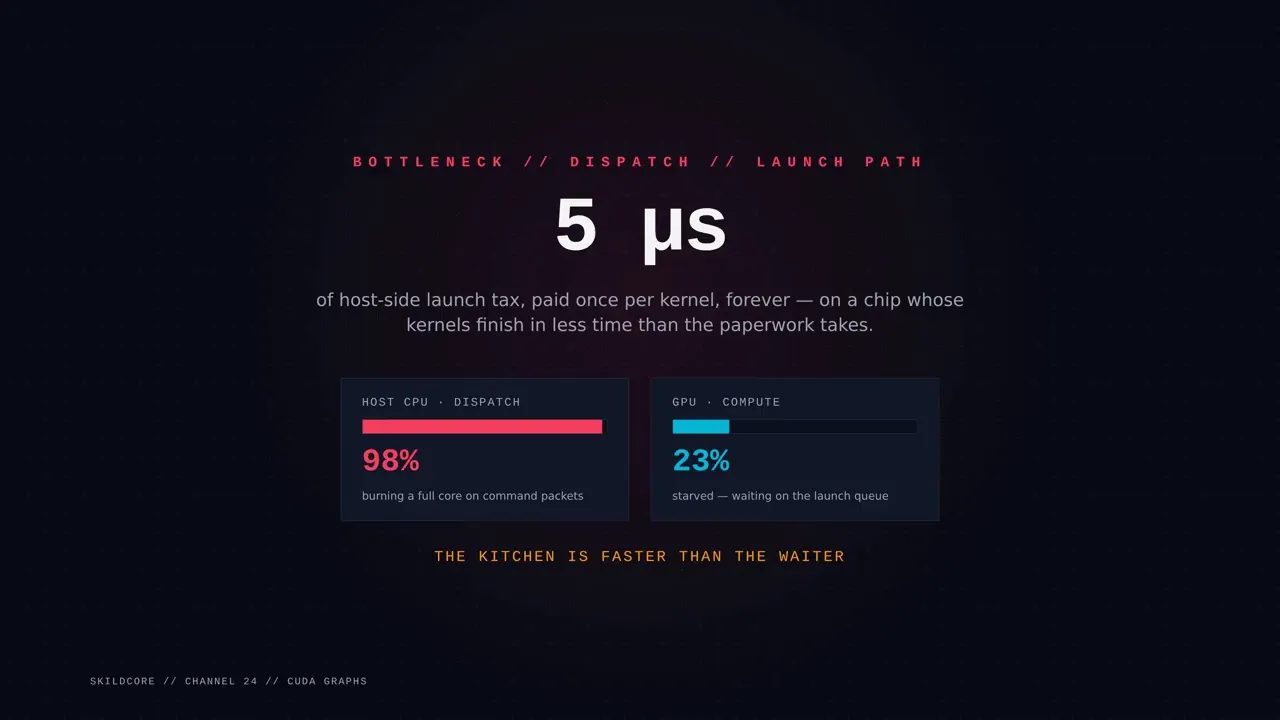 BOTTLENECK // DISPATCH // LAUNCH PATH
5 µs
of host-side launch tax, paid once per kernel, forever — on a chip whose
kernels finish in less time than the paperwork takes.
HOST CPU · DISPATCH
98%
burning a full core on command packets
GPU · COMPUTE
23%
starved — waiting on the launch queue
THE KITCHEN IS FASTER THAN THE WAITER
SKILDCORE // CHANNEL 24 // CUDA GRAPHS